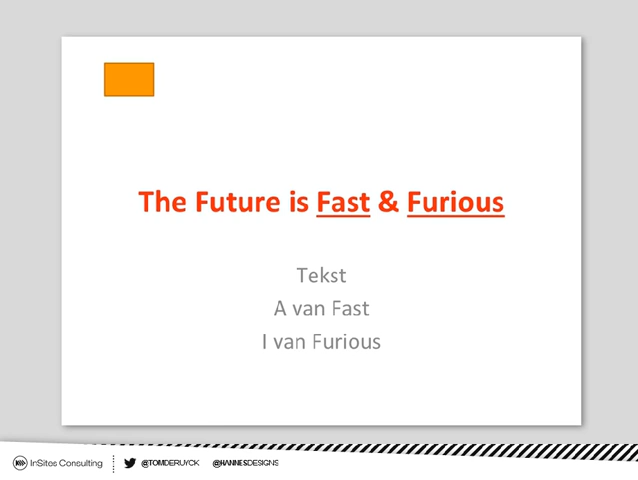 The Future is Fast & Furious
Tekst
A van Fast
I van Furious
InSites Consulting
@TOMDERUYCK @HANNESDESIGNS